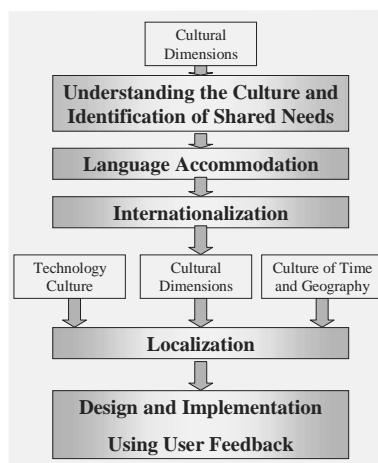 Cultural
Dimensions
Understanding the Culture and
Identification of Shared Needs
Language Accommodation
Internationalization
Technology
Culture
Cultural
Dimensions
Culture of Time
and Geography
Localization
Design and Implementation
Using User Feedback